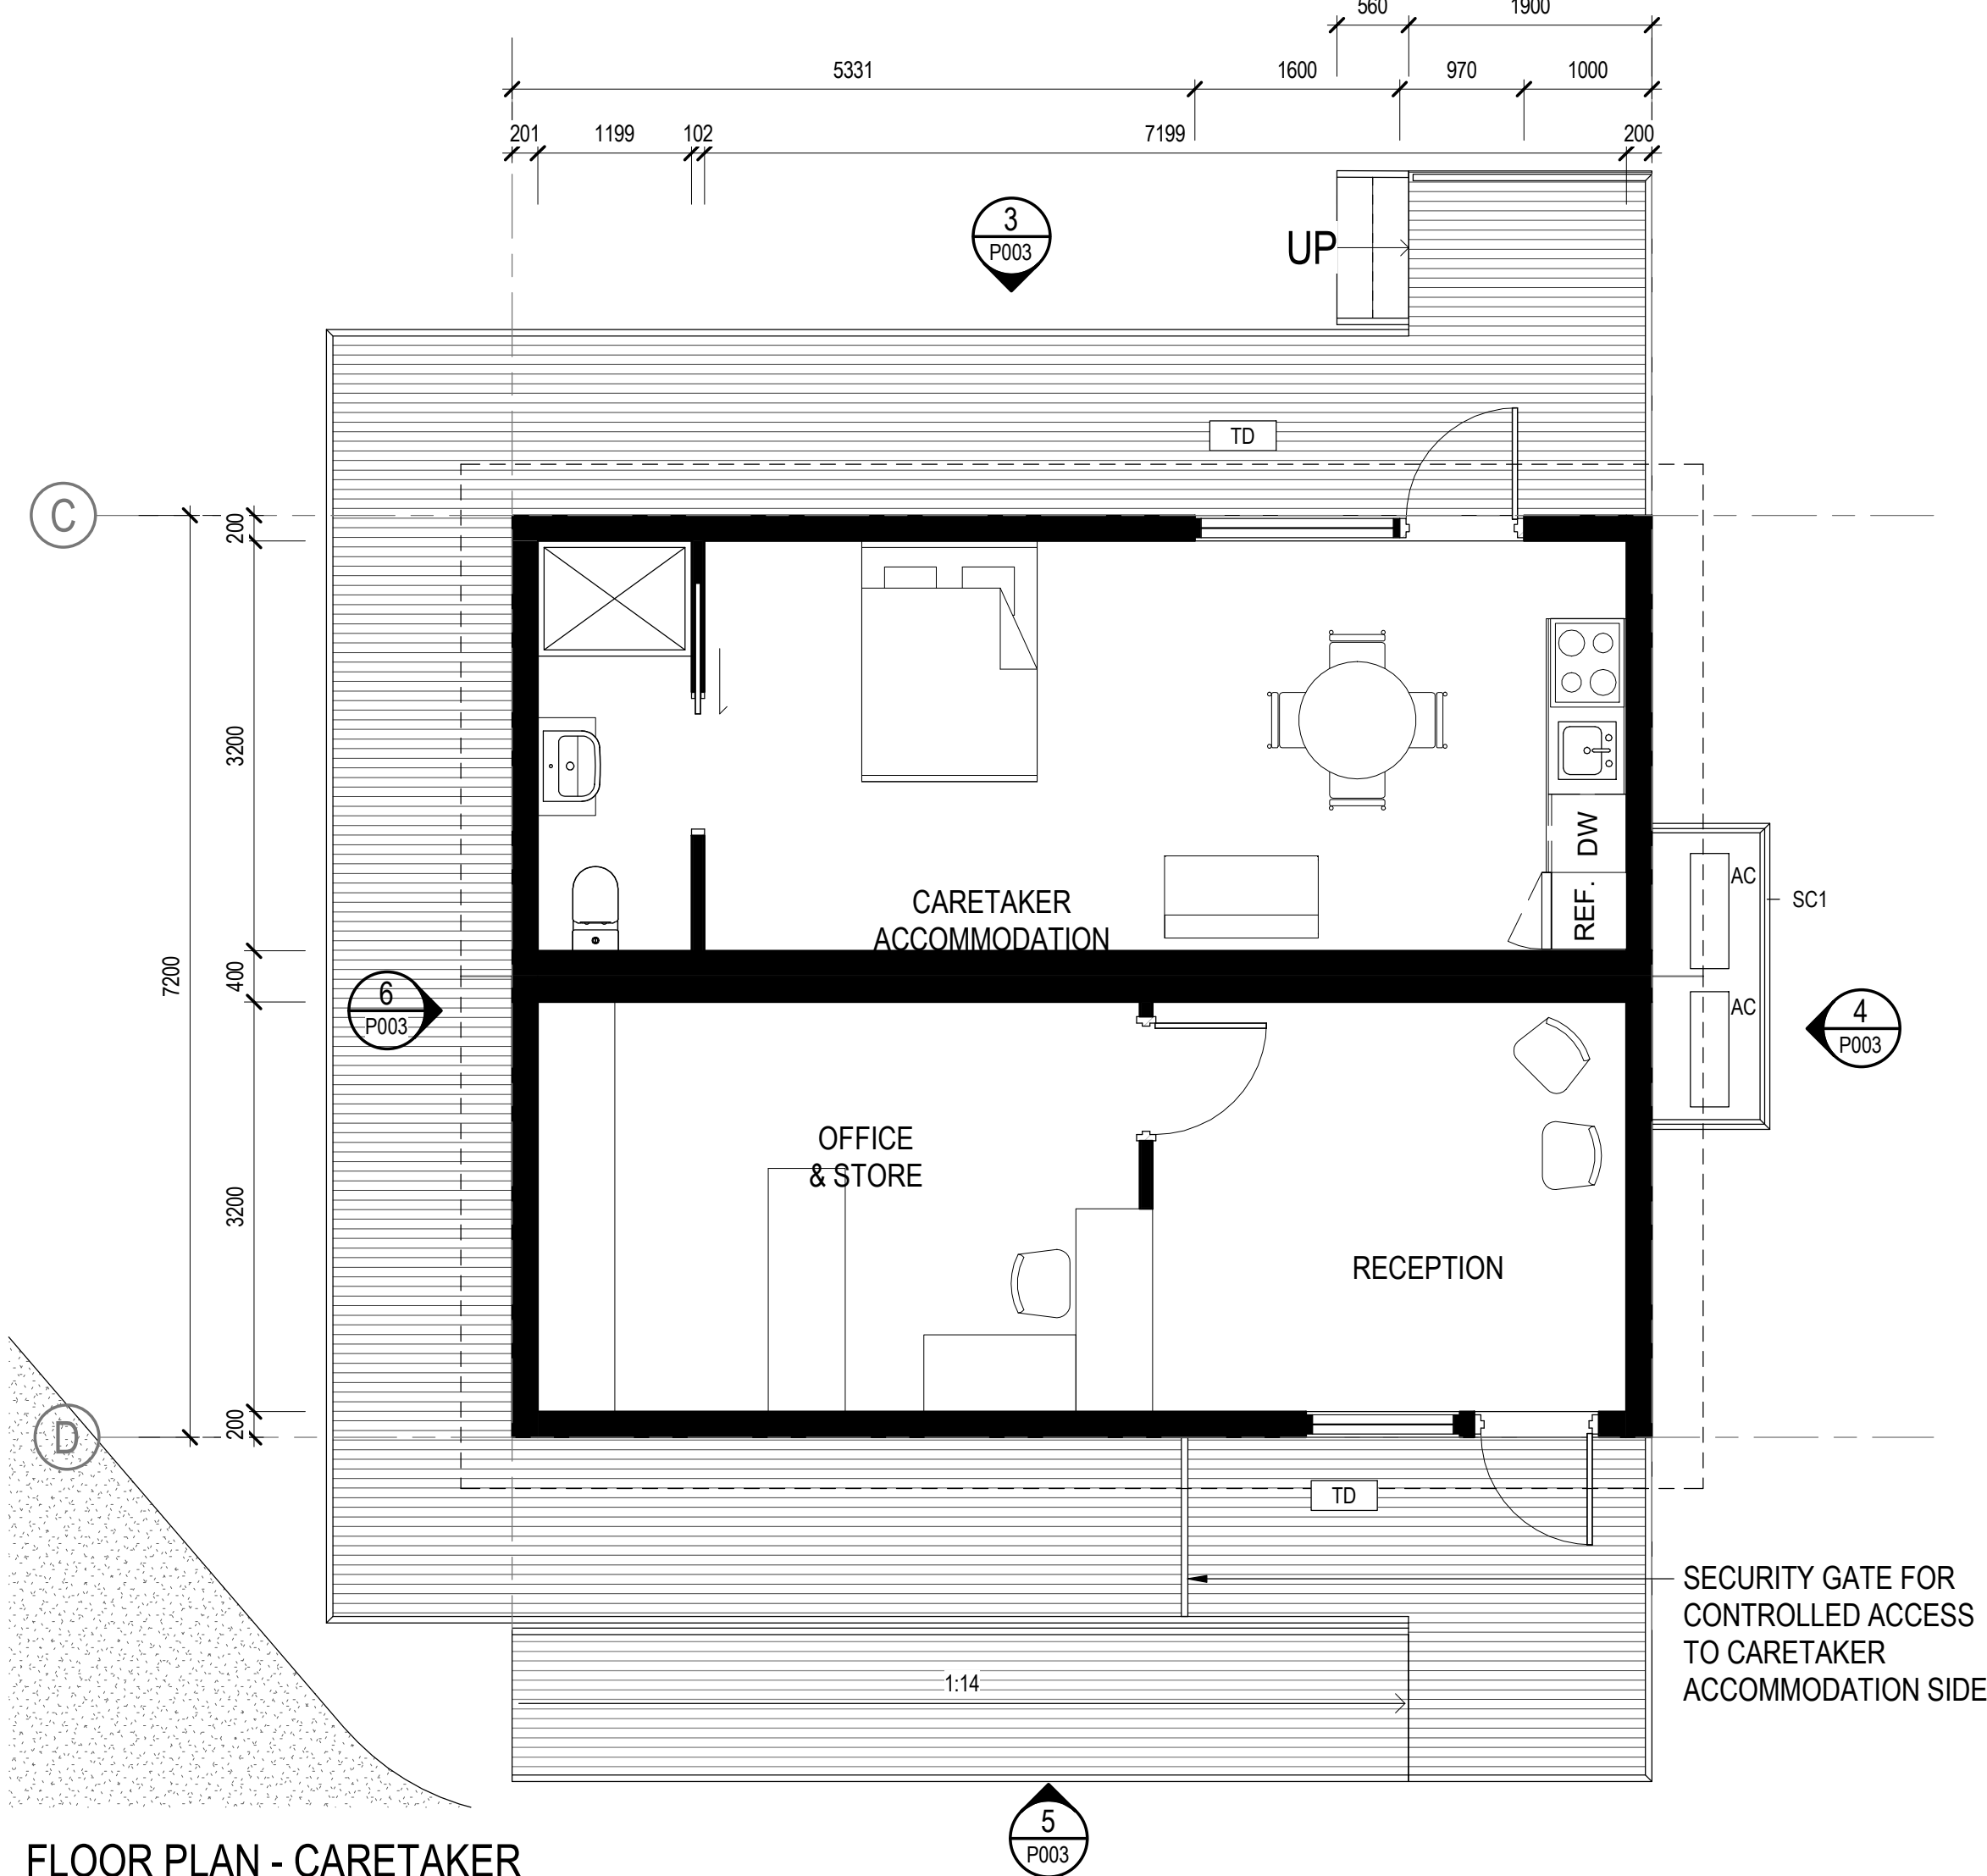 560 1900
5331 1600 970 1000
201 1199 102 7199 200
3
P003
UP
TD
C
200
3200
400
7200
3200
200
D
6
P003
CARETAKER
ACCOMMODATION
DW
REF.
AC
AC
SC1
4
P003
OFFICE
& STORE
RECEPTION
TD
SECURITY GATE FOR
CONTROLLED ACCESS
TO CARETAKER
ACCOMMODATION SIDE
1:14
5
P003
FLOOR PLAN - CARETAKER